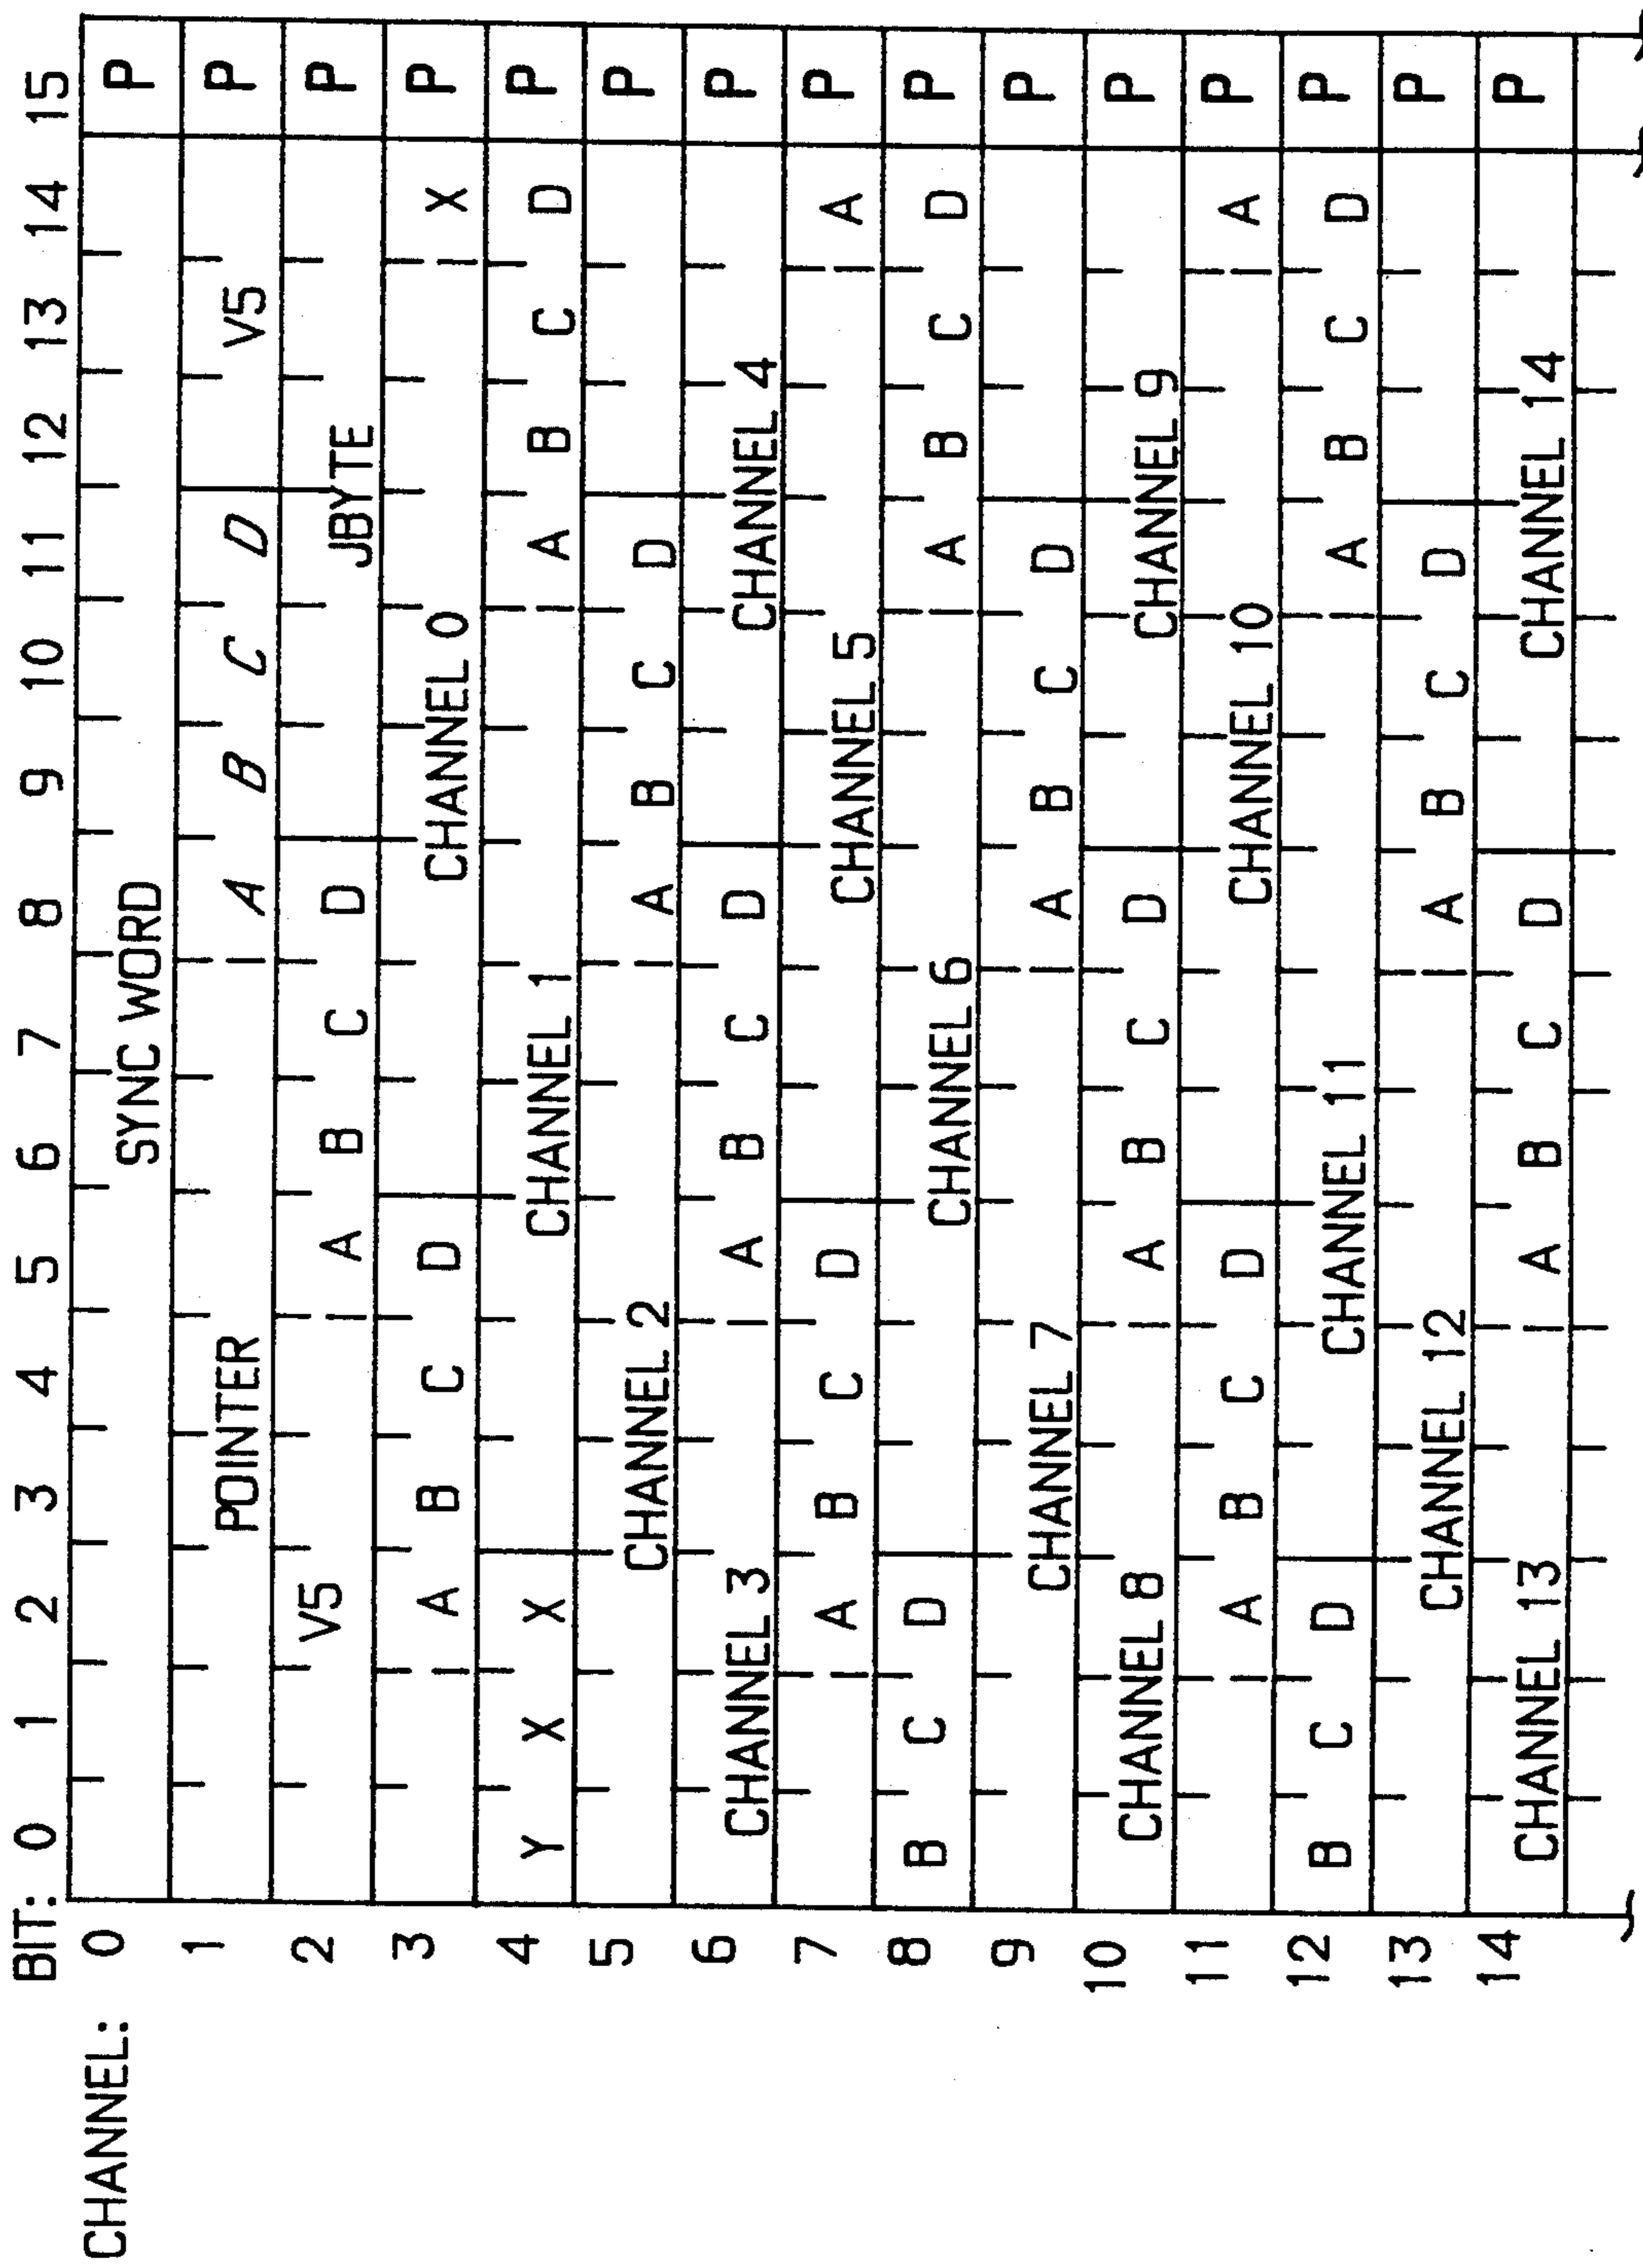 BIT: 0 1 2 3 4 5 6 7 8 9 10 11 12 13 14 15
CHANNEL:
0 SYNC WORD P
1 POINTER A B C D V5 P
2 V5 A B C D JBYTE P
3 A B C D CHANNEL 0 X P
4 Y X X CHANNEL 1 A B C D P
5 CHANNEL 2 A B C D P
6 CHANNEL 3 A B C D CHANNEL 4 P
7 A B C D CHANNEL 5 A P
8 B C D CHANNEL 6 A B C D P
9 CHANNEL 7 A B C D P
10 CHANNEL 8 A B C D CHANNEL 9 P
11 A B C D CHANNEL 10 A P
12 B C D CHANNEL 11 A B C D P
13 CHANNEL 12 A B C D P
14 CHANNEL 13 A B C D CHANNEL 14 P